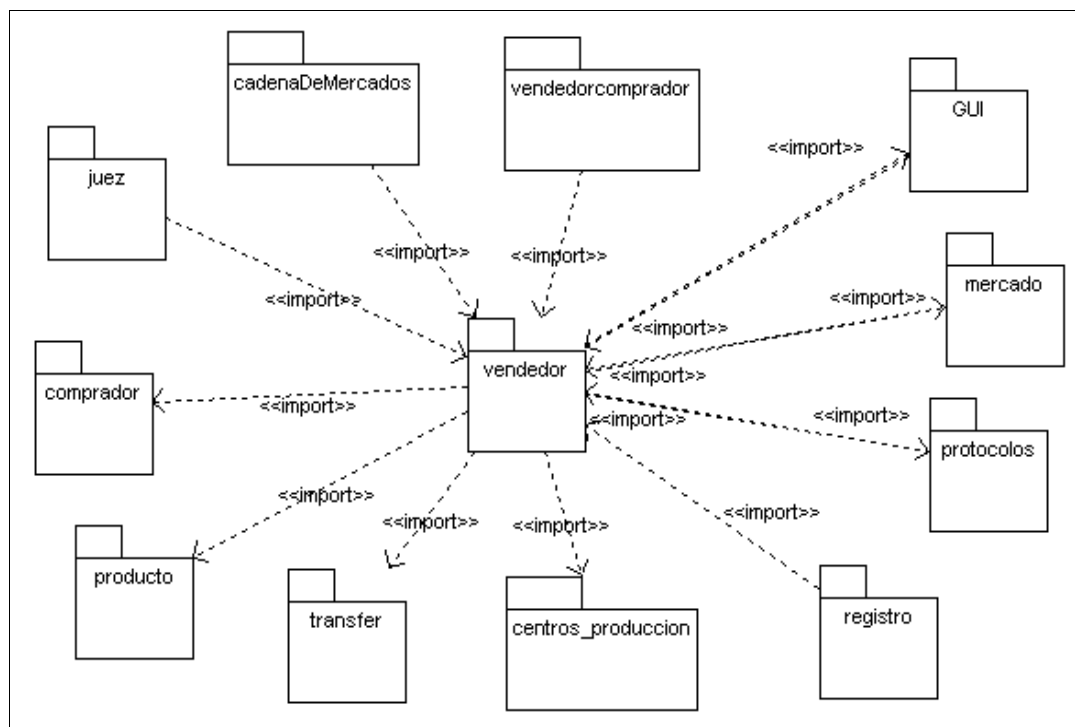 cadenaDeMercados
vendedorcomprador
GUI
<<import>>
juez
<<import>>
<<import>>
mercado
<<import>>
<<import>>
<<import>>
vendedor
<<import>>
comprador
<<import>>
<<import>>
<<import>>
protocolos
<<import>>
<<import>>
<<import>>
<<import>>
producto
transfer
centros_produccion
registro